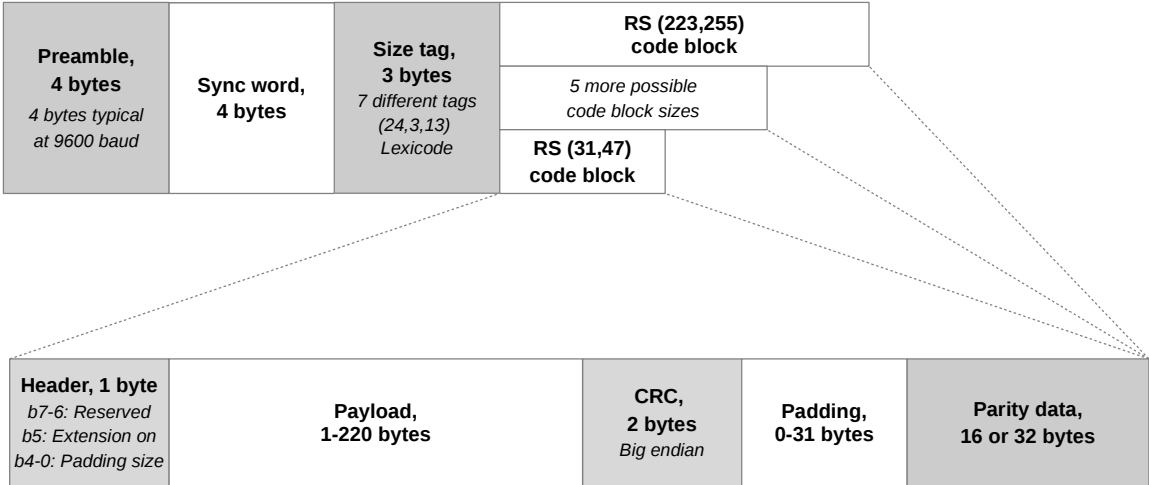 Preamble,
4 bytes
4 bytes typical
at 9600 baud
Sync word,
4 bytes
Size tag,
3 bytes
7 different tags
(24,3,13)
Lexicode
RS (223,255)
code block
5 more possible
code block sizes
RS (31,47)
code block
Header, 1 byte
b7-6: Reserved
b5: Extension on
b4-0: Padding size
Payload,
1-220 bytes
CRC,
2 bytes
Big endian
Padding,
0-31 bytes
Parity data,
16 or 32 bytes